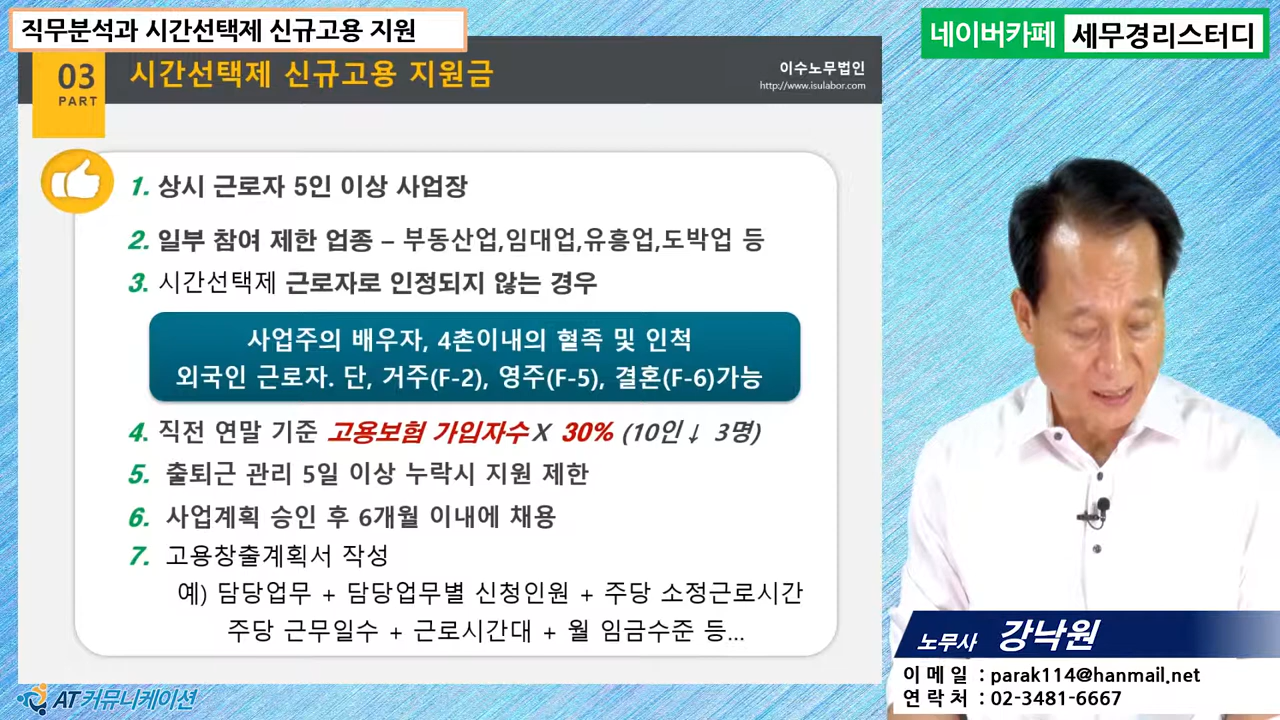 직무분석과 시간선택제 신규고용 지원
네이버카페 세무경리스터디
03
PART
시간선택제 신규고용 지원금
이수노무법인
http://www.isulabor.com
1. 상시 근로자 5인 이상 사업장
2. 일부 참여 제한 업종 – 부동산업,임대업,유흥업,도박업 등
3. 시간선택제 근로자로 인정되지 않는 경우
사업주의 배우자, 4촌이내의 혈족 및 인척
외국인 근로자. 단, 거주(F-2), 영주(F-5), 결혼(F-6)가능
4. 직전 연말 기준 고용보험 가입자수 X 30% (10인↓ 3명)
5. 출퇴근 관리 5일 이상 누락시 지원 제한
6. 사업계획 승인 후 6개월 이내에 채용
7. 고용창출계획서 작성
예) 담당업무 + 담당업무별 신청인원 + 주당 소정근로시간
주당 근무일수 + 근로시간대 + 월 임금수준 등...
노무사 강낙원
이 메 일 : parak114@hanmail.net
연 락 처 : 02-3481-6667
AT커뮤니케이션